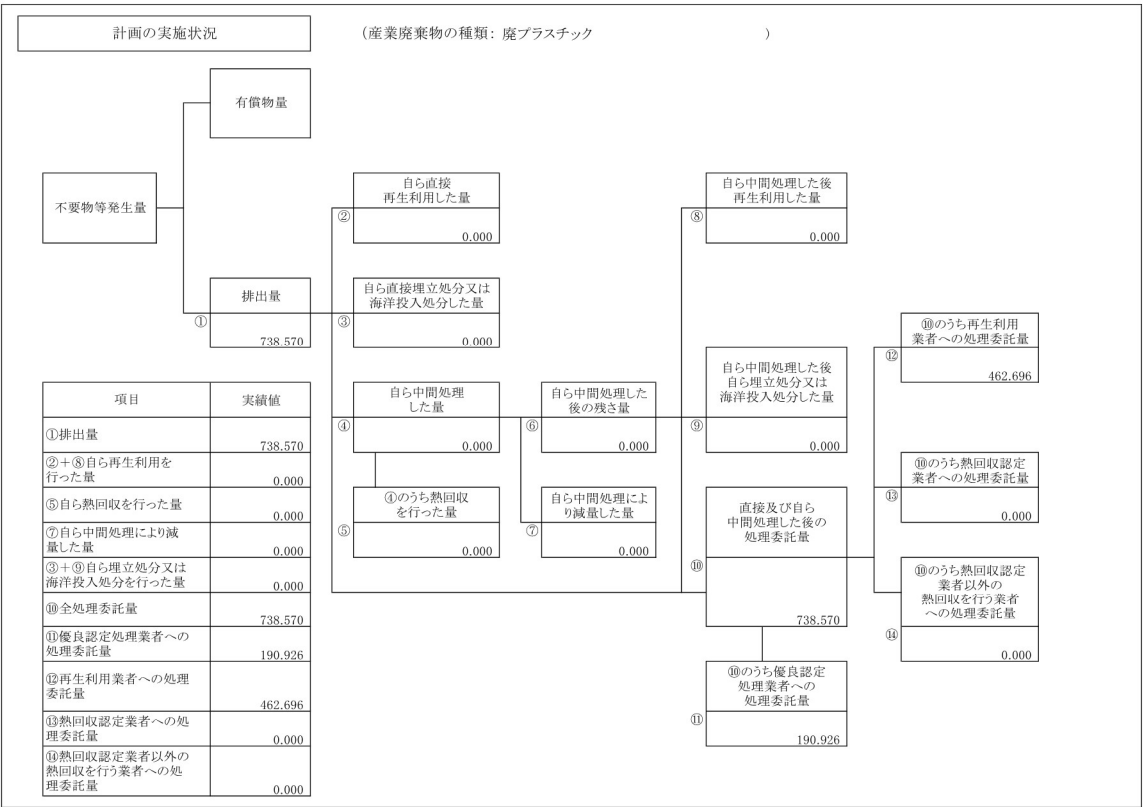 計画の実施状況
（産業廃棄物の種類： 廃プラスチック ）
有償物量
不要物等発生量
排出量
①
738.570
自ら直接
再生利用した量
②
0.000
自ら直接埋立処分又は
海洋投入処分した量
③
0.000
自ら中間処理
した量
④
0.000
④のうち熱回収
を行った量
⑤
0.000
自ら中間処理した
後の残さ量
⑥
0.000
自ら中間処理によ
り減量した量
⑦
0.000
自ら中間処理した後
再生利用した量
⑧
0.000
自ら中間処理した後
自ら埋立処分又は
海洋投入処分した量
⑨
0.000
直接及び自ら
中間処理した後の
処理委託量
⑩
738.570
⑩のうち優良認定
処理業者への
処理委託量
⑪
190.926
⑩のうち再生利用
業者への処理委託量
⑫
462.696
⑩のうち熱回収認定
業者への処理委託量
⑬
0.000
⑩のうち熱回収認定
業者以外の
熱回収を行う業者
への処理委託量
⑭
0.000
項目 実績値
①排出量
738.570
②＋⑧自ら再生利用を
行った量
0.000
⑤自ら熱回収を行った量
0.000
⑦自ら中間処理により減
量した量
0.000
③＋⑨自ら埋立処分又は
海洋投入処分を行った量
0.000
⑩全処理委託量
738.570
⑪優良認定処理業者への
処理委託量
190.926
⑫再生利用業者への処理
委託量
462.696
⑬熱回収認定業者への処
理委託量
0.000
⑭熱回収認定業者以外の
熱回収を行う業者への処
理委託量
0.000